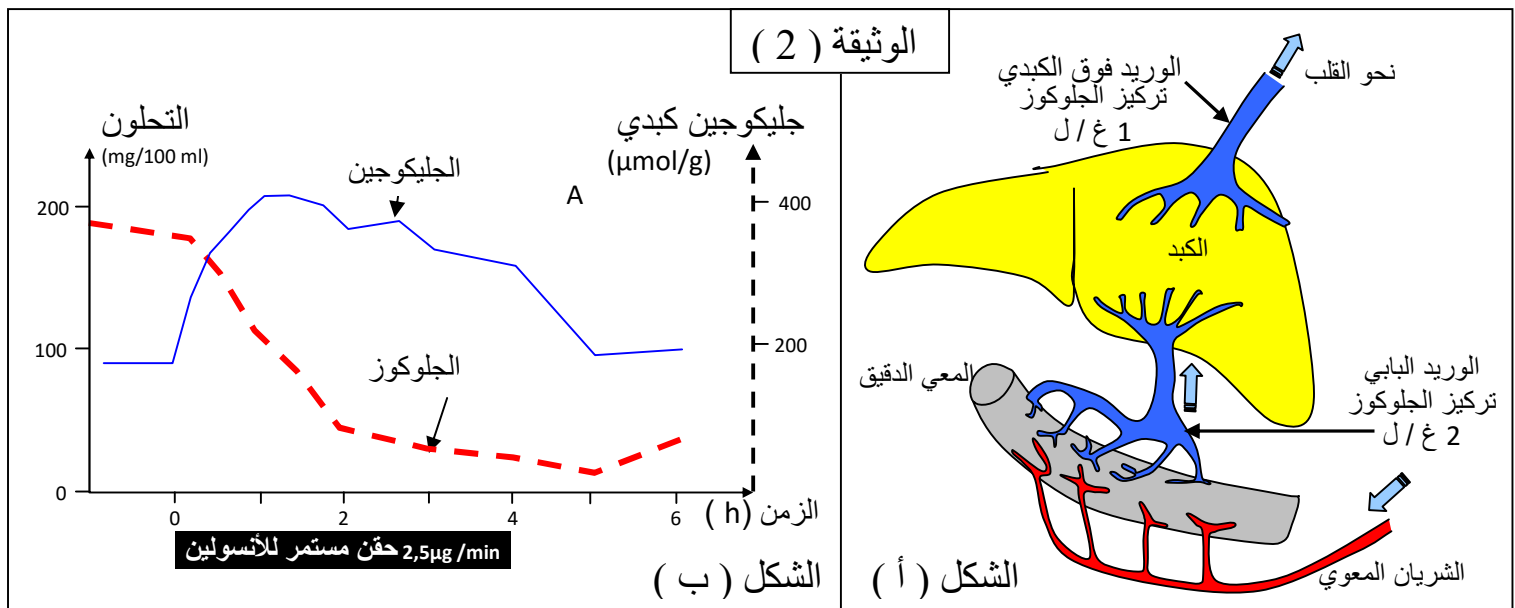 الوثيقة ( 2 )
نحو القلب
الوريد فوق الكبدي
تركيز الجلوكوز
1 غ / ل
الكبد
المعي الدقيق
الوريد البابي
تركيز الجلوكوز
2 غ / ل
الشريان المعوي
الشكل ( أ )
التحلون
(mg/100 ml)
جليكوجين كبدي
(µmol/g)
الجليكوجين
A
200
400
100
200
الجلوكوز
0
0
2
4
6
الزمن ( h )
2,5µg /min حقن مستمر للأنسولين
الشكل ( ب )